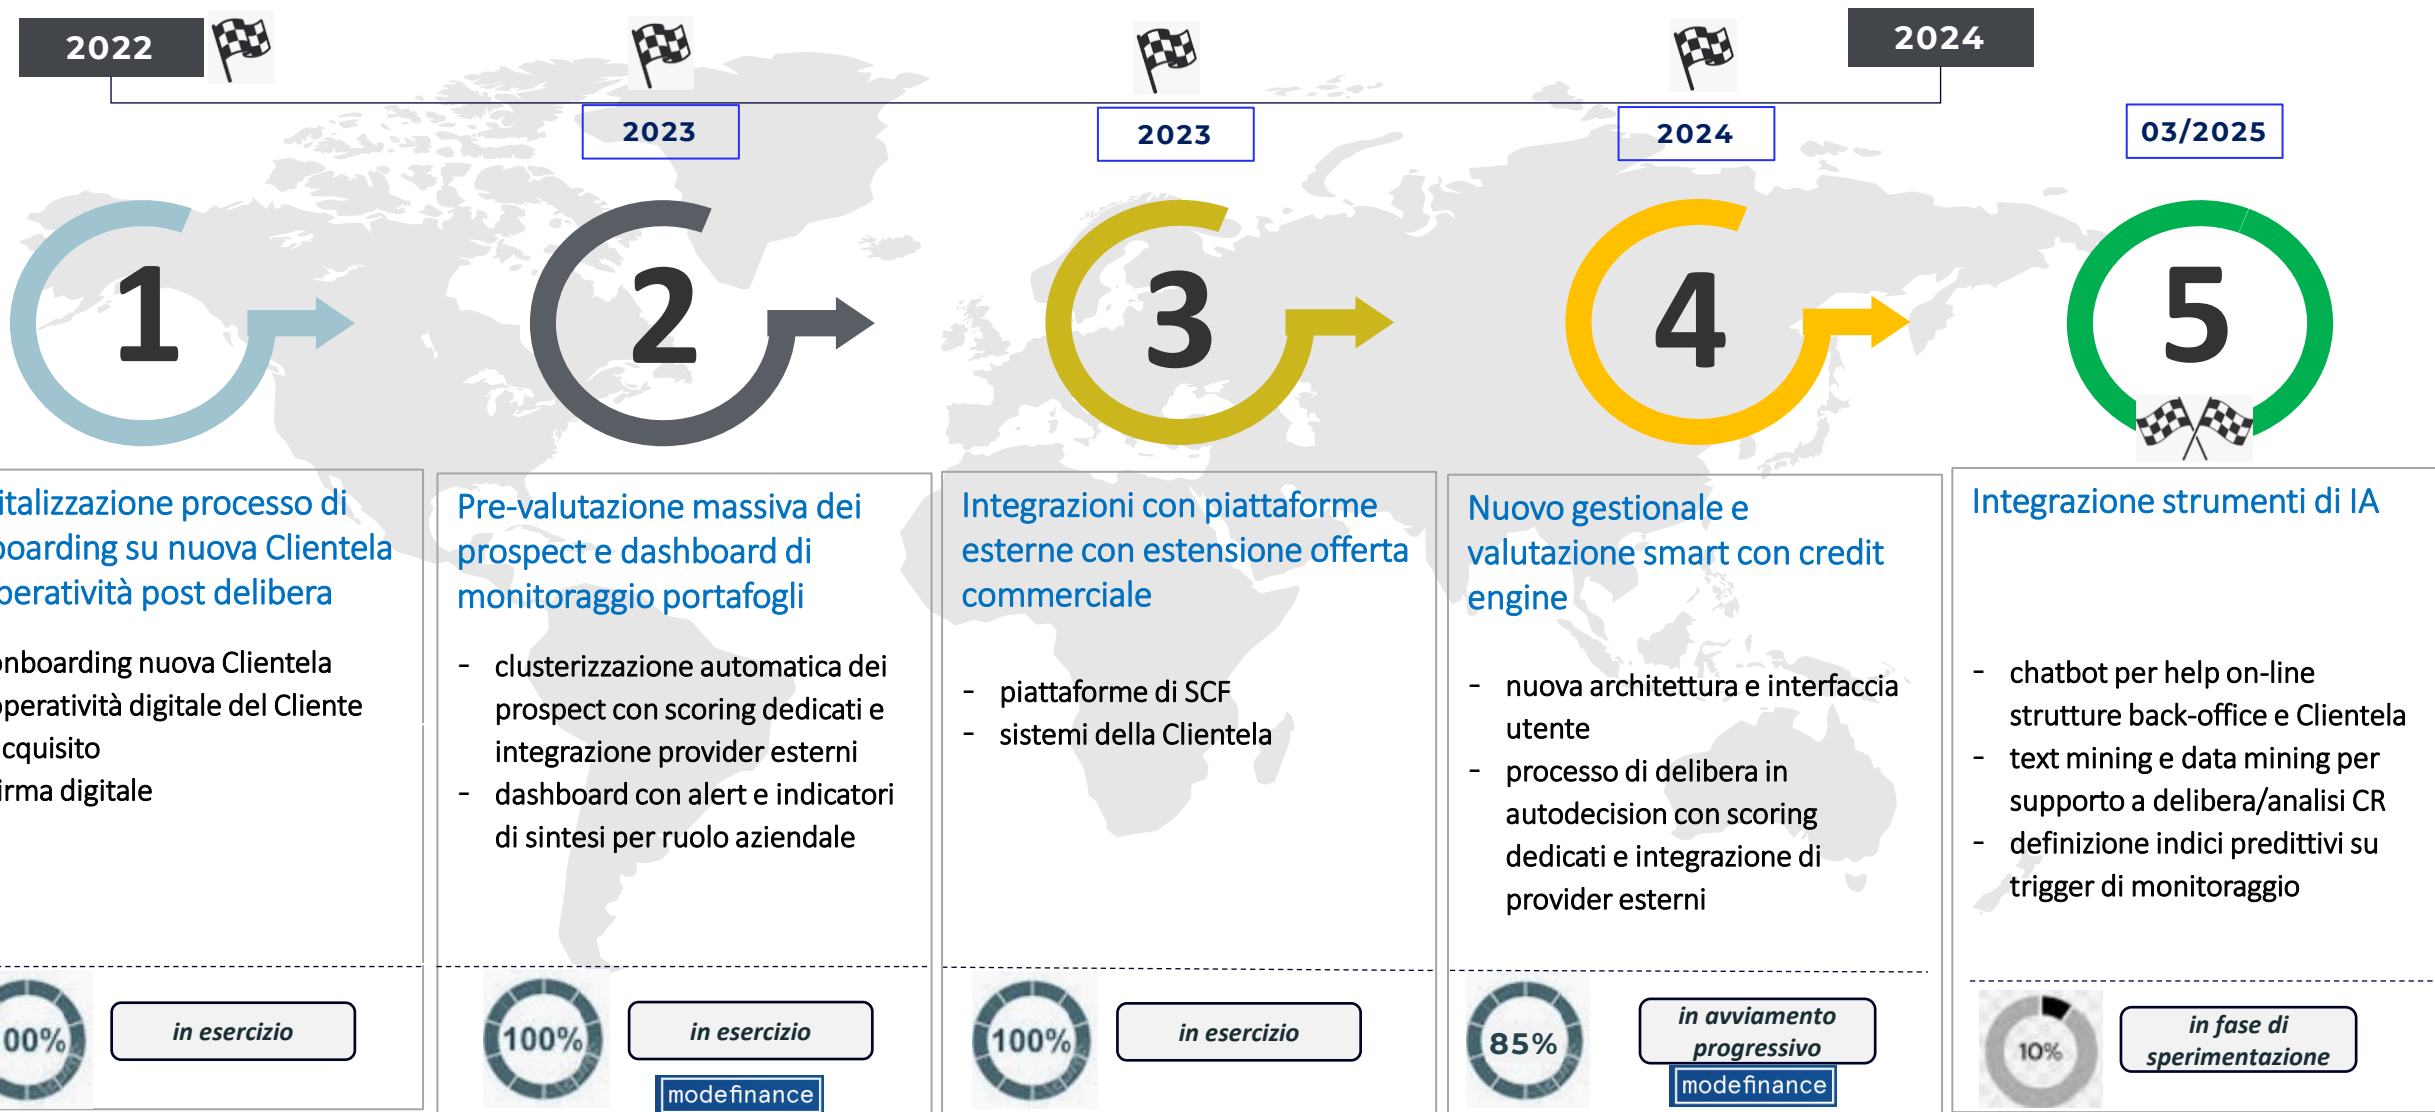 2022
2024
2023
2023
2024
03/2025
1
2
3
4
5
italizzazione processo di
boarding su nuova Clientela
peratività post delibera
onboarding nuova Clientela
operatività digitale del Cliente
cquisito
irma digitale
00%
in esercizio
Pre-valutazione massiva dei
prospect e dashboard di
monitoraggio portafogli
- clusterizzazione automatica dei
prospect con scoring dedicati e
integrazione provider esterni
- dashboard con alert e indicatori
di sintesi per ruolo aziendale
100%
in esercizio
modefinance
Integrazioni con piattaforme
esterne con estensione offerta
commerciale
- piattaforme di SCF
- sistemi della Clientela
100%
in esercizio
Nuovo gestionale e
valutazione smart con credit
engine
- nuova architettura e interfaccia
utente
- processo di delibera in
autodecision con scoring
dedicati e integrazione di
provider esterni
85%
in avviamento
progressivo
modefinance
Integrazione strumenti di IA
- chatbot per help on-line
strutture back-office e Clientela
- text mining e data mining per
supporto a delibera/analisi CR
- definizione indici predittivi su
trigger di monitoraggio
10%
in fase di
sperimentazione